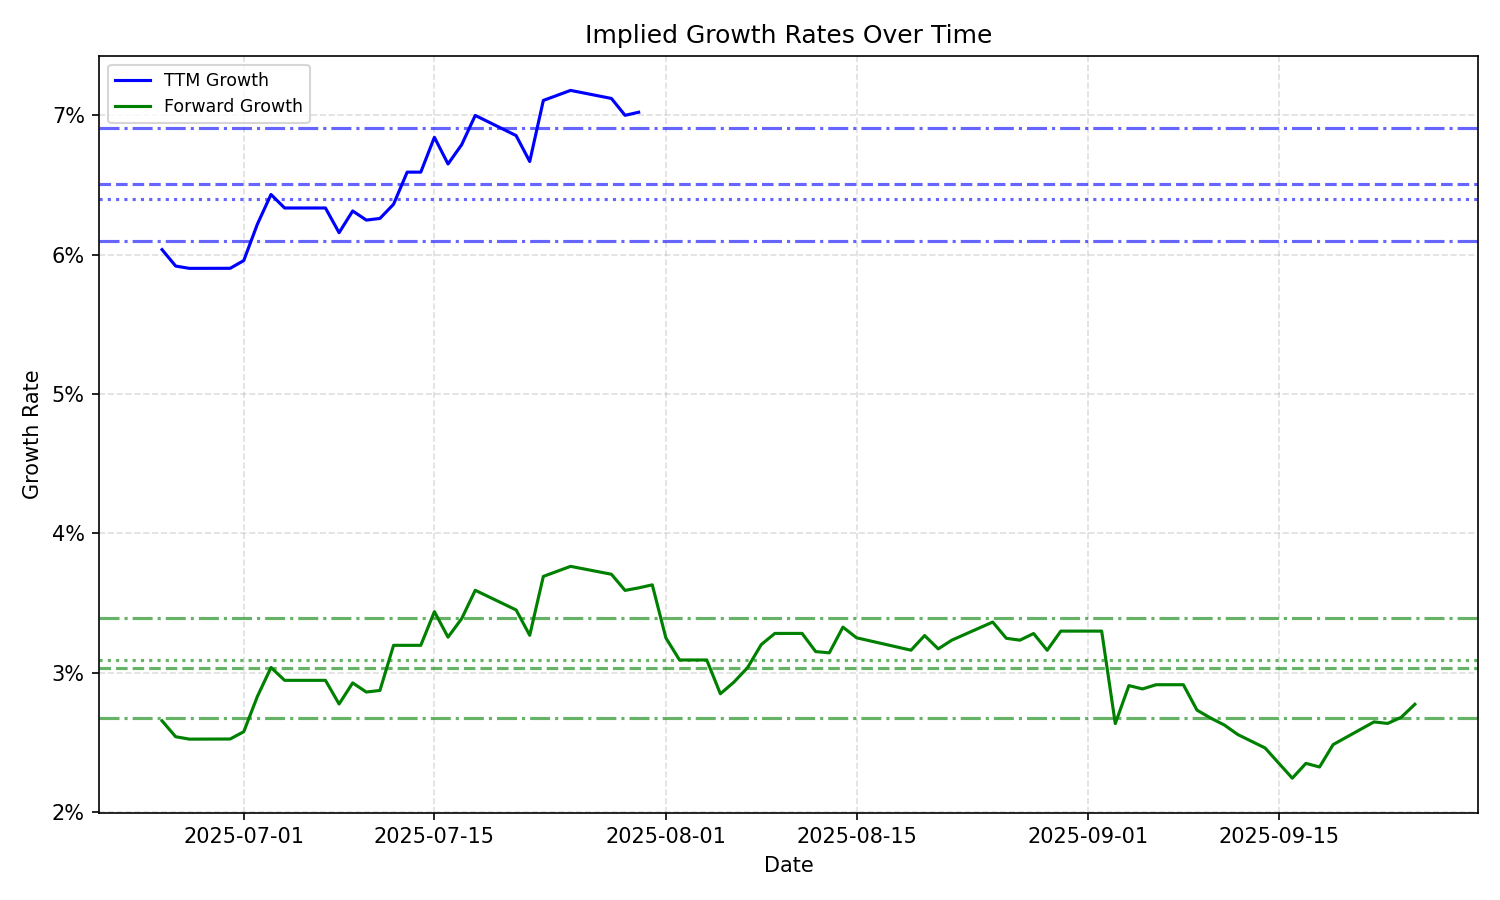 Implied Growth Rates Over Time
TTM Growth
Forward Growth
7%
6%
5%
4%
3%
2%
Growth Rate
2025-07-01
2025-07-15
2025-08-01
2025-08-15
2025-09-01
2025-09-15
Date